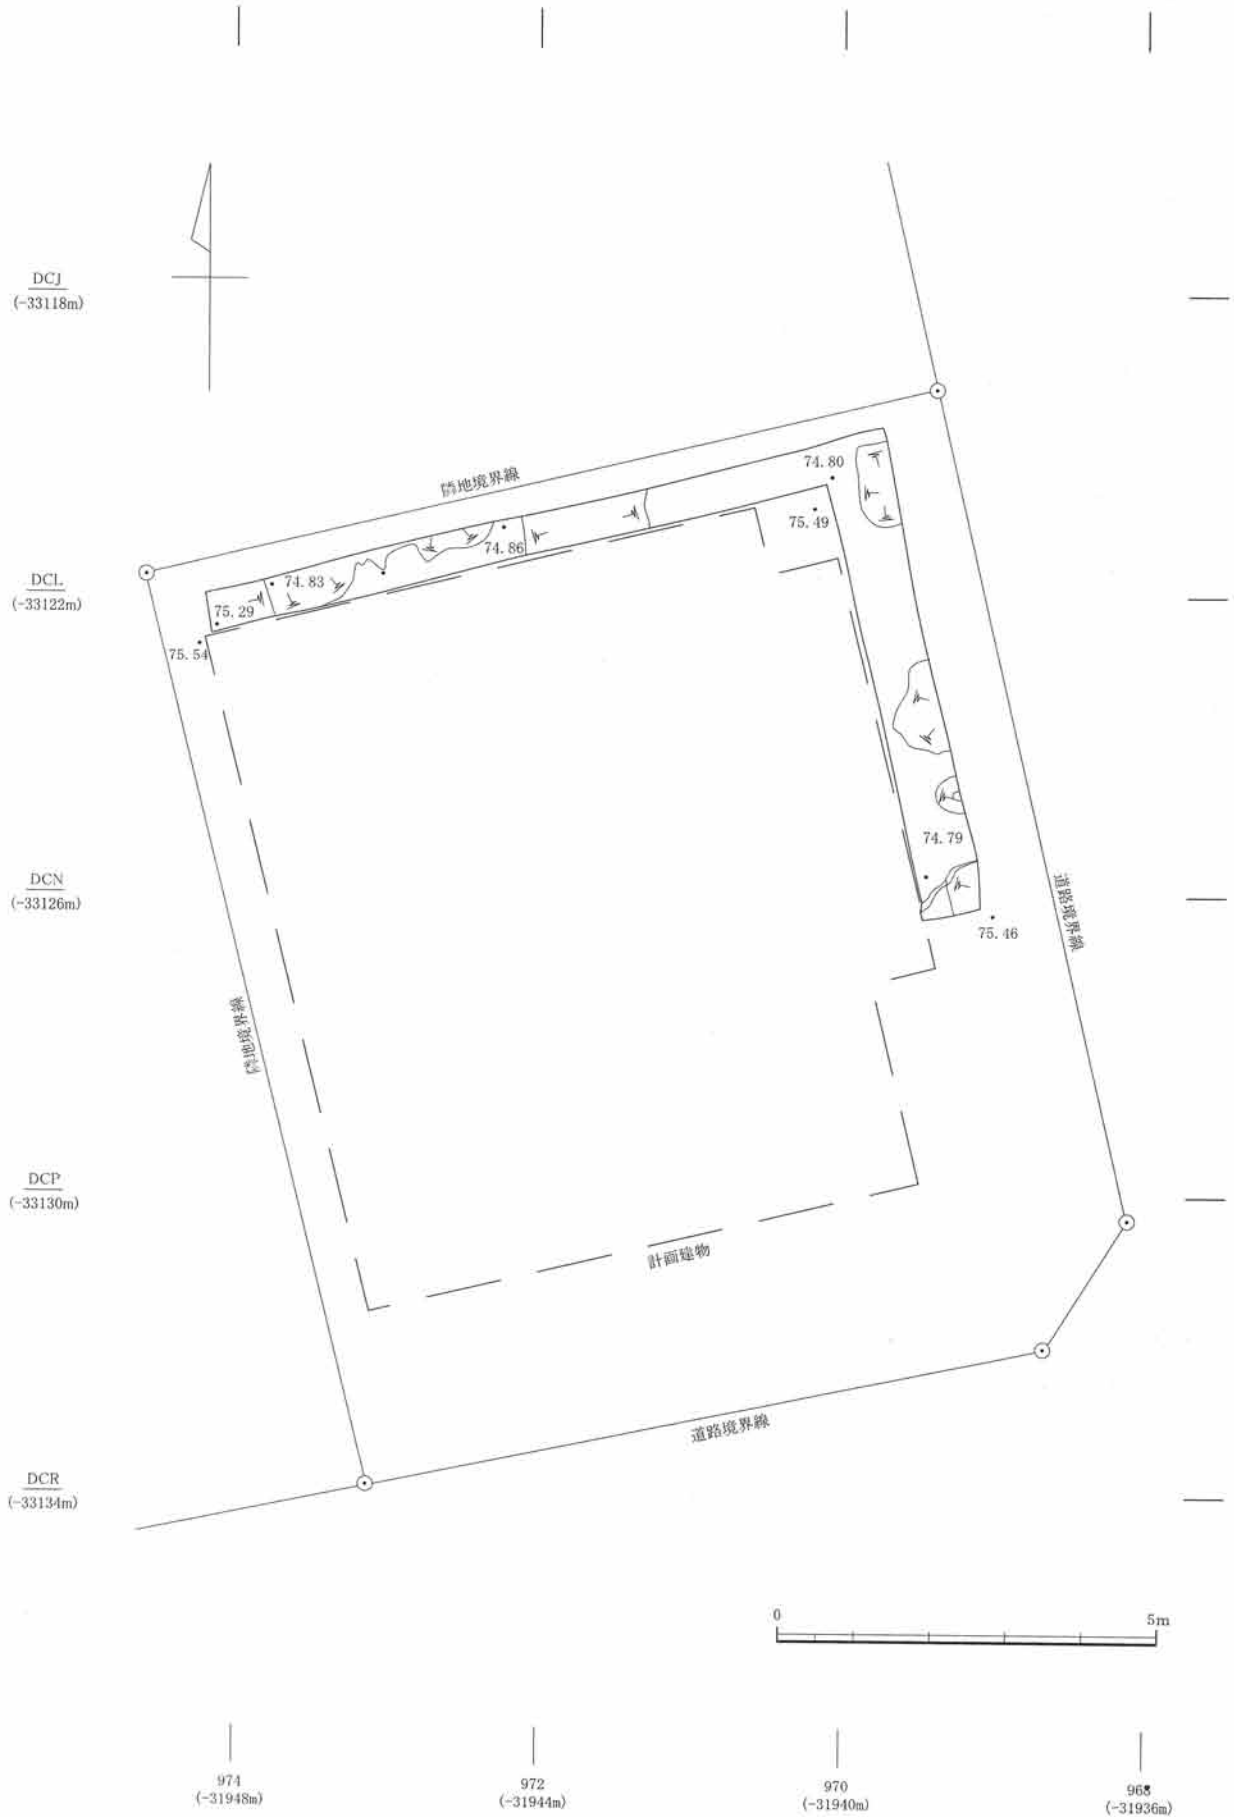 DCJ
(-33118m)
隣地境界線
74.80
75.49
74.86
DCL
(-33122m)
74.83
75.29
75.54
74.79
DCN
(-33126m)
道路境界線
75.46
隣地境界線
DCP
(-33130m)
計画建物
道路境界線
DCR
(-33134m)
0
5m
974
(-31948m)
972
(-31944m)
970
(-31940m)
968
(-31936m)